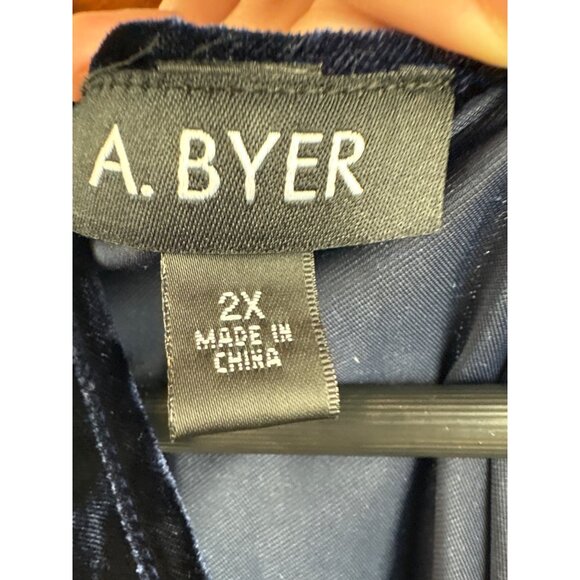 A. BYER
2X
MADE IN
CHINA